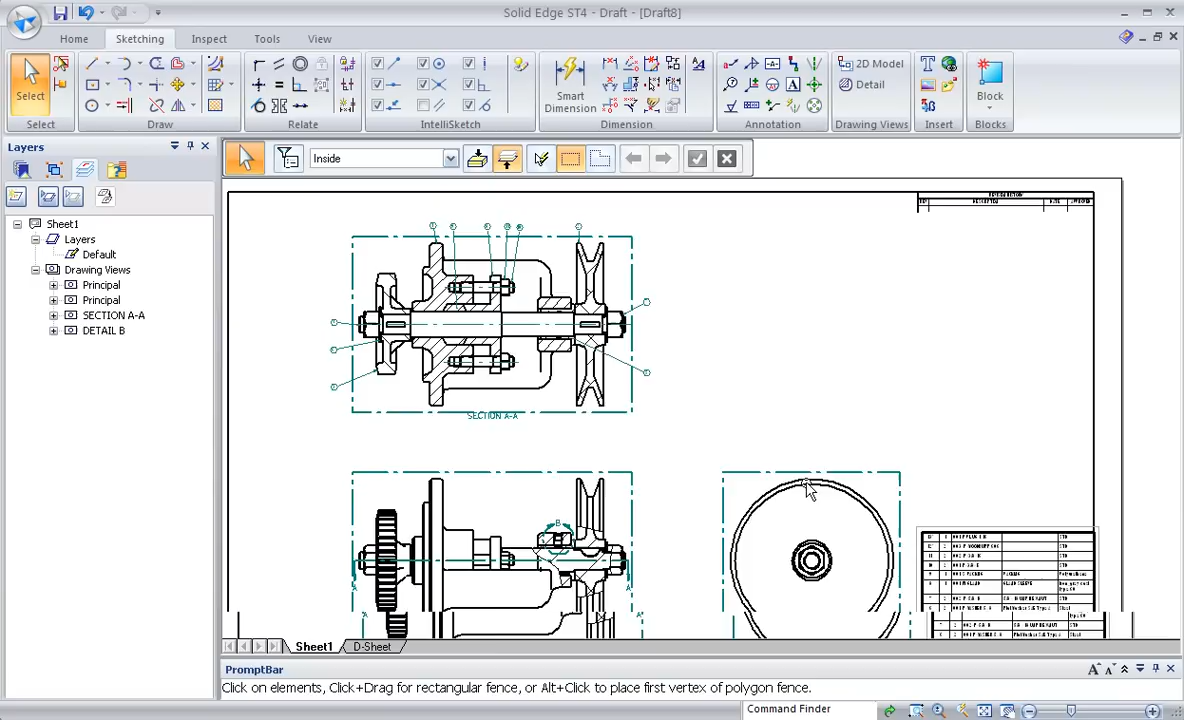 Solid Edge ST4 - Draft - [Draft8]
Home
Sketching
Inspect
Tools
View
Select
Smart
Dimension
2D Model
Detail
Block
Select
Draw
Relate
IntelliSketch
Dimension
Annotation
Drawing Views
Insert
Blocks
Layers
Inside
Sheet1
Layers
Default
Drawing Views
Principal
Principal
SECTION A-A
DETAIL B
SECTION A-A
B
A
A
Sheet1
D-Sheet
PromptBar
Click on elements, Click+Drag for rectangular fence, or Alt+Click to place first vertex of polygon fence.
Command Finder